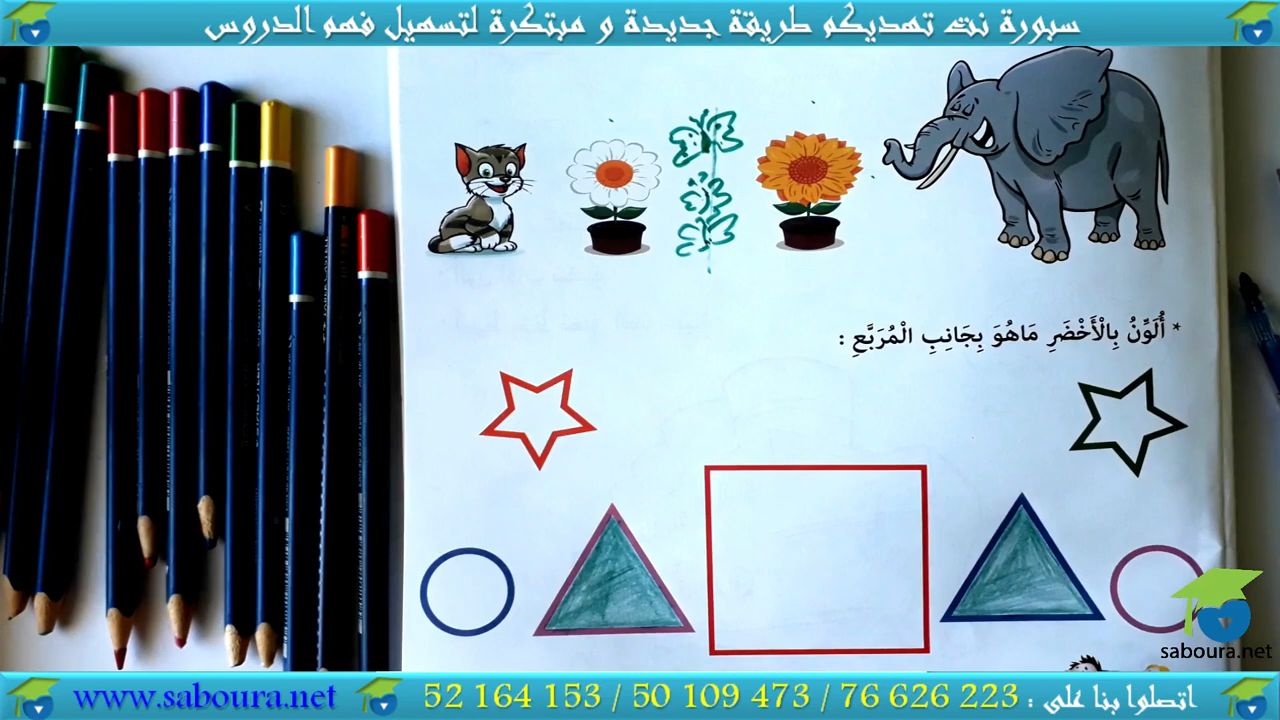 سبورة نت تهديكم طريقة جديدة و مبتكرة لتسهيل فهم الدروس
* أُلَوِّنُ بِالْأَخْضَرِ مَاهُوَ بِجَانِبِ الْمُرَبَّعِ :
saboura.net
www.saboura.net
اتصلوا بنا على : 52 164 153 / 50 109 473 / 76 626 223